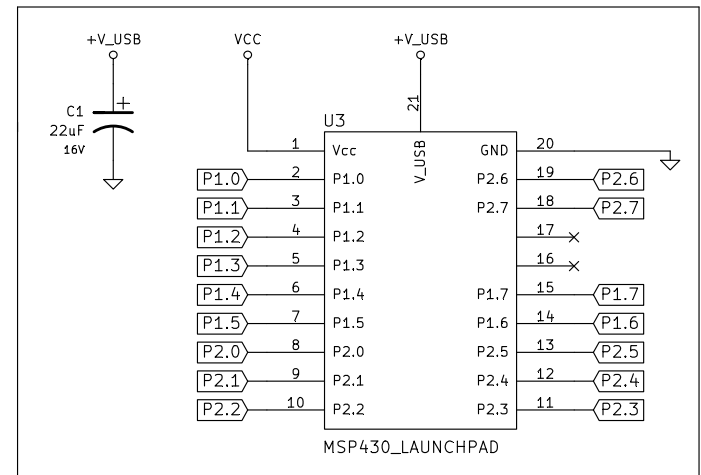 +V_USB VCC +V_USB
C1 +
22uF
16V
21
U3
1 Vcc V_USB GND 20
P1.0 2 P1.0 P2.6 19 P2.6
P1.1 3 P1.1 P2.7 18 P2.7
P1.2 4 P1.2 17
P1.3 5 P1.3 16
P1.4 6 P1.4 P1.7 15 P1.7
P1.5 7 P1.5 P1.6 14 P1.6
P2.0 8 P2.0 P2.5 13 P2.5
P2.1 9 P2.1 P2.4 12 P2.4
P2.2 10 P2.2 P2.3 11 P2.3
MSP430_LAUNCHPAD